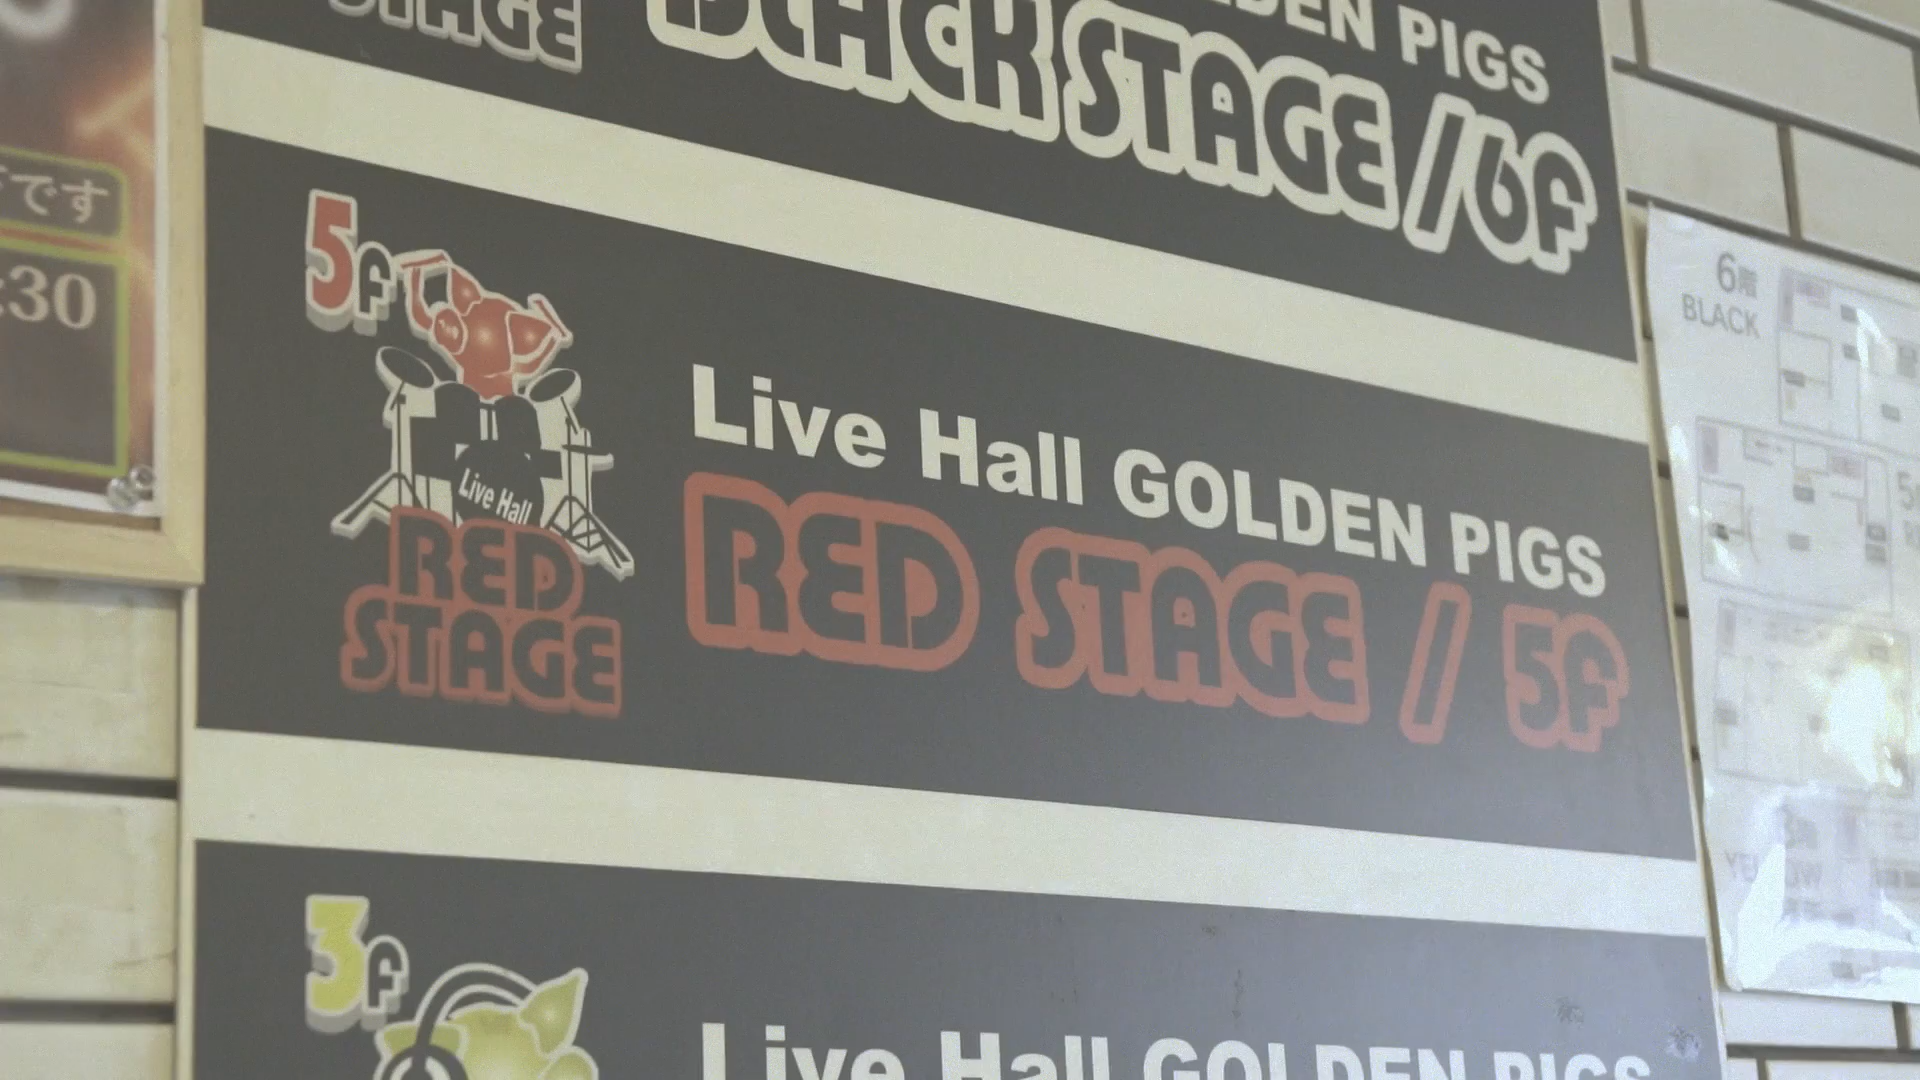 STAGE
GOLDEN PIGS
BLACK STAGE / 6f
です
:30
5f
Live Hall
RED
STAGE
Live Hall GOLDEN PIGS
RED STAGE / 5f
6階
BLACK
3f
Live Hall GOLDEN PIGS